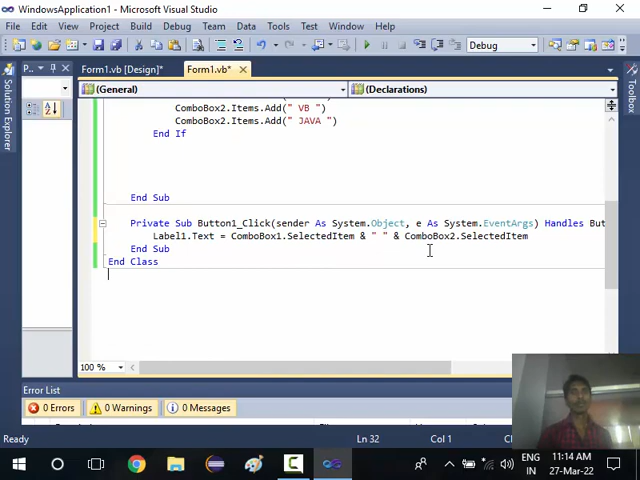 WindowsApplication1 - Microsoft Visual Studio
File Edit View Project Build Debug Team Data Tools Test Window Help
Debug
P..
Form1.vb [Design]* Form1.vb*
(General) (Declarations)
Solution Explorer
Toolbox
ComboBox2.Items.Add(" VB ")
ComboBox2.Items.Add(" JAVA ")
End If
End Sub
Private Sub Button1_Click(sender As System.Object, e As System.EventArgs) Handles But
Label1.Text = ComboBox1.SelectedItem & " " & ComboBox2.SelectedItem
End Sub
End Class
100 %
Error List
0 Errors 0 Warnings 0 Messages
Ready Ln 32 Col 1
ENG 11:14 AM
IN 27-Mar-22